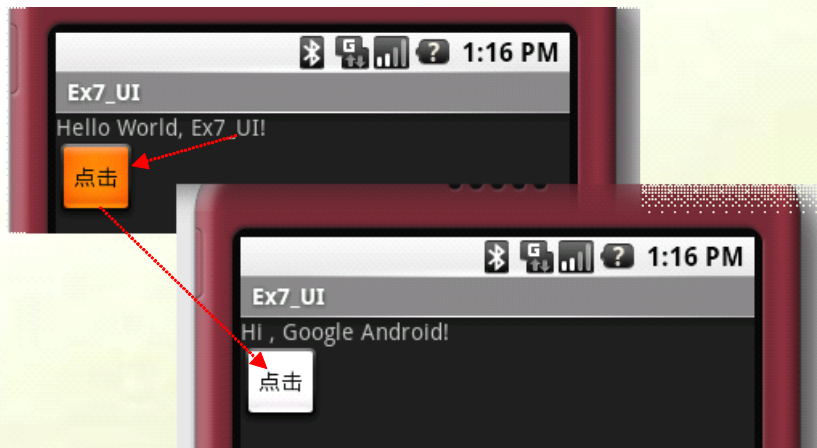 1:16 PM
Ex7_UI
Hello World, Ex7_UI!
点击
1:16 PM
Ex7_UI
Hi , Google Android!
点击